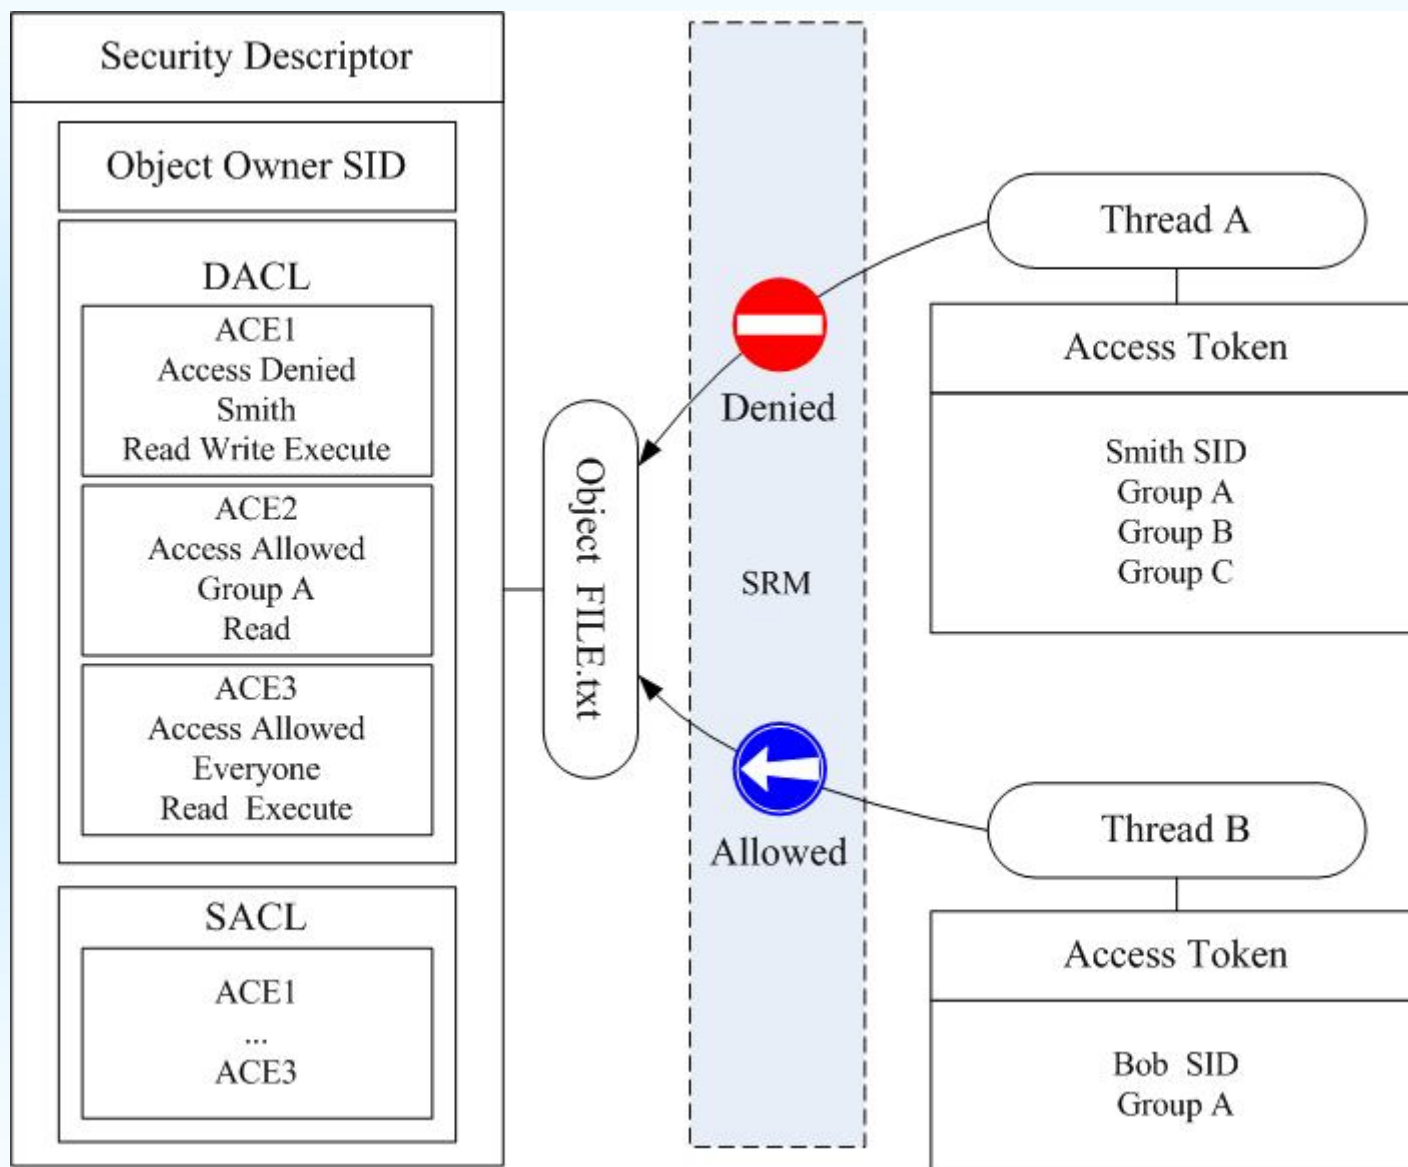 Security Descriptor
Object Owner SID
DACL
ACE1
Access Denied
Smith
Read Write Execute
ACE2
Access Allowed
Group A
Read
ACE3
Access Allowed
Everyone
Read Execute
SACL
ACE1
...
ACE3
Object FILE.txt
Denied
SRM
Allowed
Thread A
Access Token
Smith SID
Group A
Group B
Group C
Thread B
Access Token
Bob SID
Group A